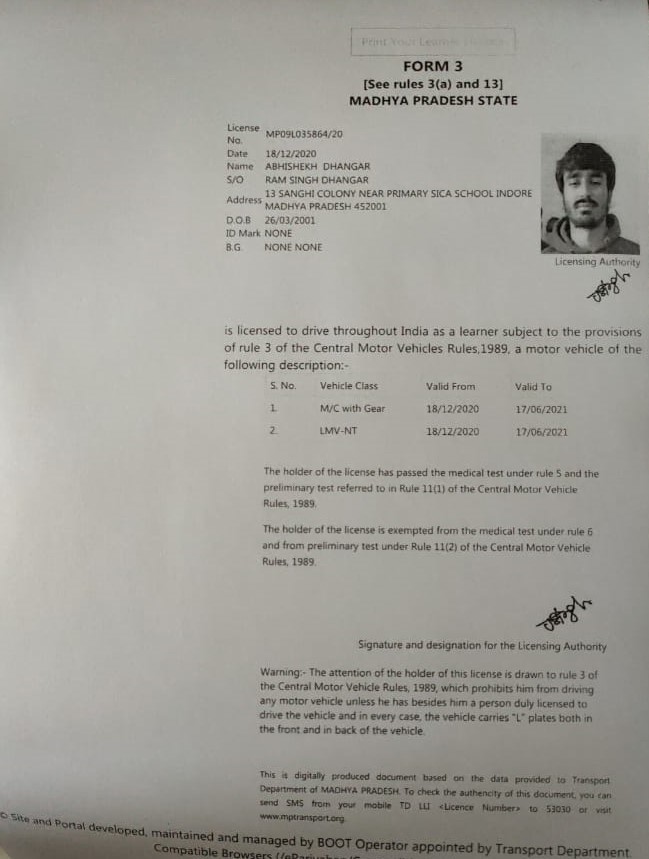 Print Your Learner
FORM 3
[See rules 3(a) and 13]
MADHYA PRADESH STATE
License No. MP09L035864/20
Date 18/12/2020
Name ABHISHEKH DHANGAR
S/O RAM SINGH DHANGAR
Address 13 SANGHI COLONY NEAR PRIMARY SICA SCHOOL INDORE
MADHYA PRADESH 452001
D.O.B 26/03/2001
ID Mark NONE
B.G. NONE NONE
Licensing Authority
is licensed to drive throughout India as a learner subject to the provisions
of rule 3 of the Central Motor Vehicles Rules,1989, a motor vehicle of the
following description:-
S. No. Vehicle Class Valid From Valid To
1. M/C with Gear 18/12/2020 17/06/2021
2. LMV-NT 18/12/2020 17/06/2021
The holder of the license has passed the medical test under rule 5 and the
preliminary test referred to in Rule 11(1) of the Central Motor Vehicle
Rules, 1989.
The holder of the license is exempted from the medical test under rule 6
and from preliminary test under Rule 11(2) of the Central Motor Vehicle
Rules, 1989.
Signature and designation for the Licensing Authority
Warning:- The attention of the holder of this license is drawn to rule 3 of
the Central Motor Vehicle Rules, 1989, which prohibits him from driving
any motor vehicle unless he has besides him a person duly licensed to
drive the vehicle and in every case, the vehicle carries "L" plates both in
the front and in back of the vehicle.
This is digitally produced document based on the data provided to Transport
Department of MADHYA PRADESH. To check the authencity of this document, you can
send SMS from your mobile TD LLI <Licence Number> to 53030 or visit
www.mptransport.org.
© Site and Portal developed, maintained and managed by BOOT Operator appointed by Transport Department.
Compatible Browsers